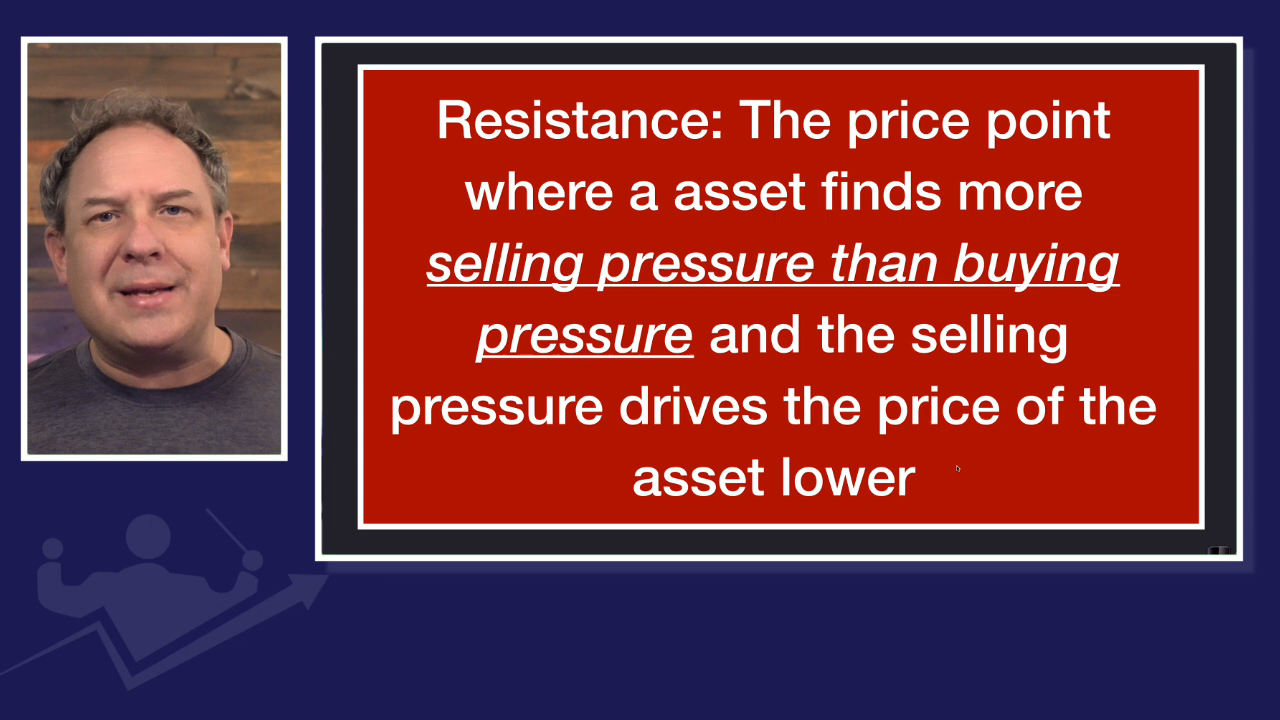 Resistance: The price point
where a asset finds more
selling pressure than buying
pressure and the selling
pressure drives the price of the
asset lower